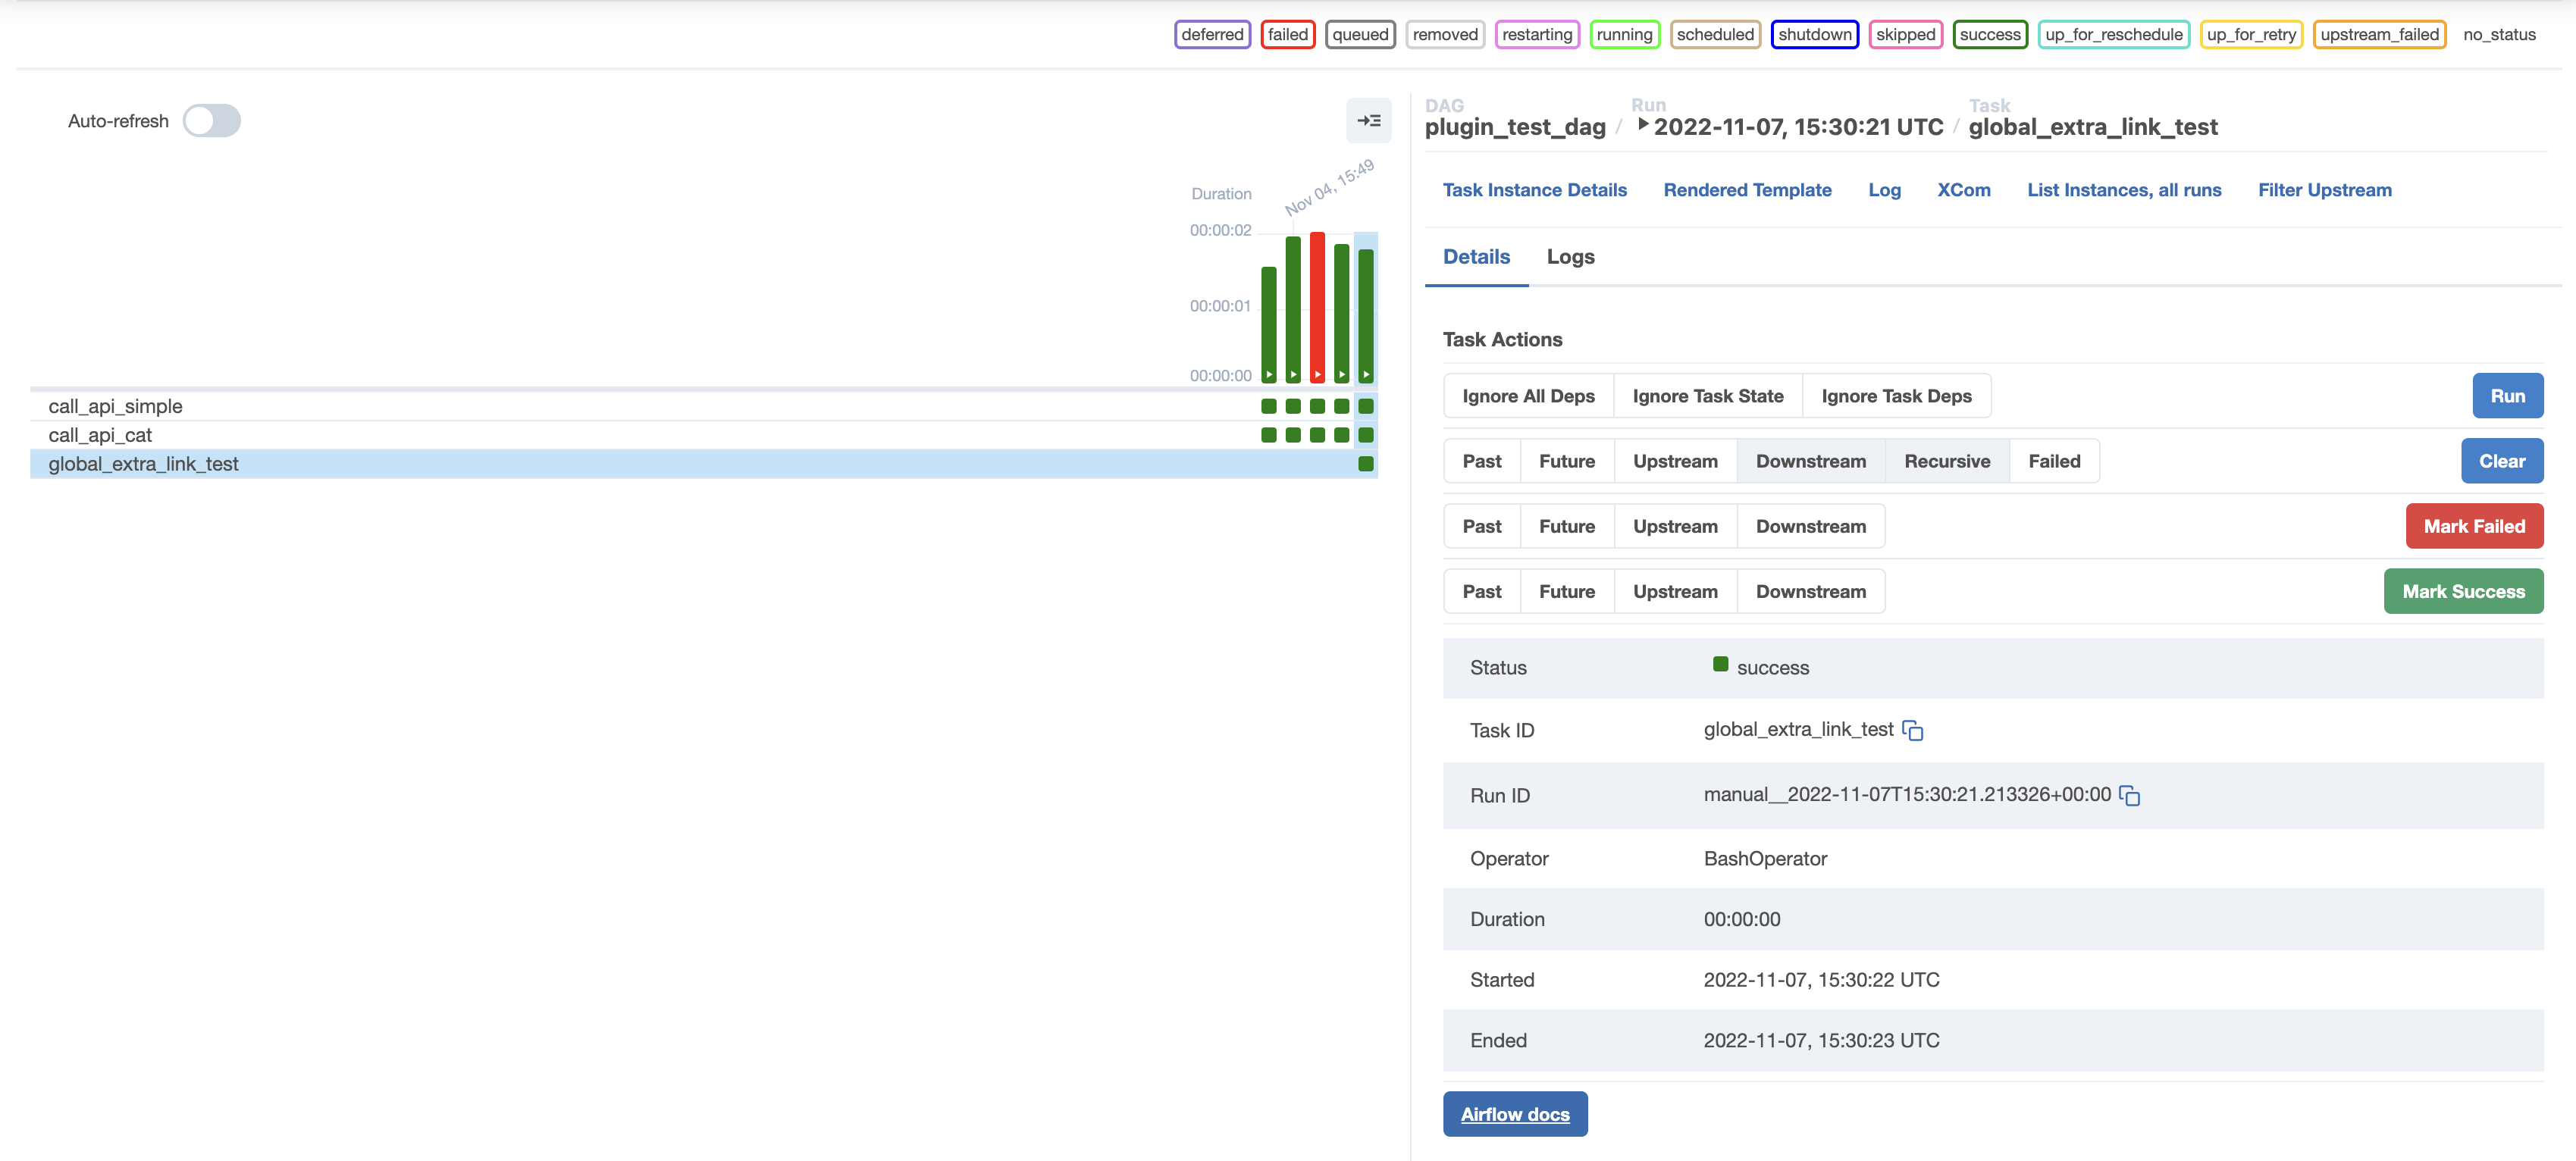 deferred failed queued removed restarting running scheduled shutdown skipped success up_for_reschedule up_for_retry upstream_failed no_status
Auto-refresh
Duration
Nov 04, 15:49
00:00:02
00:00:01
00:00:00
call_api_simple
call_api_cat
global_extra_link_test
DAG Run Task
plugin_test_dag / 2022-11-07, 15:30:21 UTC / global_extra_link_test
Task Instance Details Rendered Template Log XCom List Instances, all runs Filter Upstream
Details Logs
Task Actions
Ignore All Deps Ignore Task State Ignore Task Deps Run
Past Future Upstream Downstream Recursive Failed Clear
Past Future Upstream Downstream Mark Failed
Past Future Upstream Downstream Mark Success
Status success
Task ID global_extra_link_test
Run ID manual__2022-11-07T15:30:21.213326+00:00
Operator BashOperator
Duration 00:00:00
Started 2022-11-07, 15:30:22 UTC
Ended 2022-11-07, 15:30:23 UTC
Airflow docs